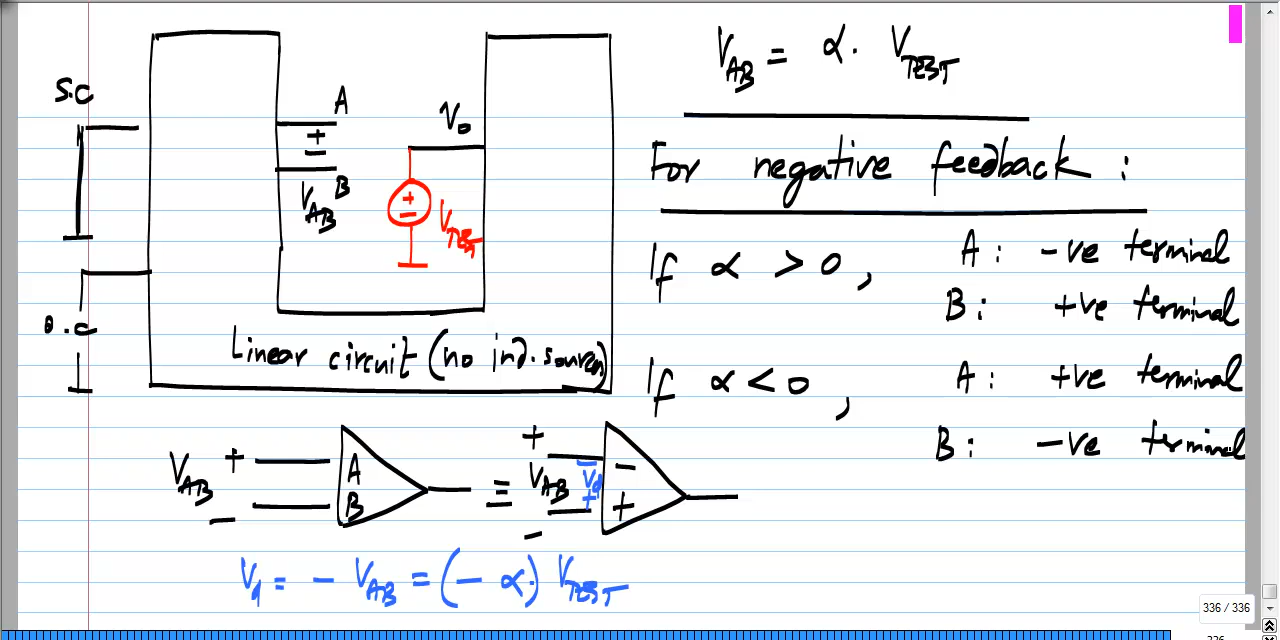 S.C
A
+
−
B
V_AB
V_o
+
−
V_TEST
o.c
Linear circuit (no ind. sources)
V_AB = α · V_TEST
For negative feedback :
If α > 0 , A : −ve terminal
B : +ve terminal
If α < 0 , A : +ve terminal
B : −ve terminal
V_AB + − A B ≡ + V_AB − − V_d + − +
V_d = − V_AB = (− α·) V_TEST
336 / 336